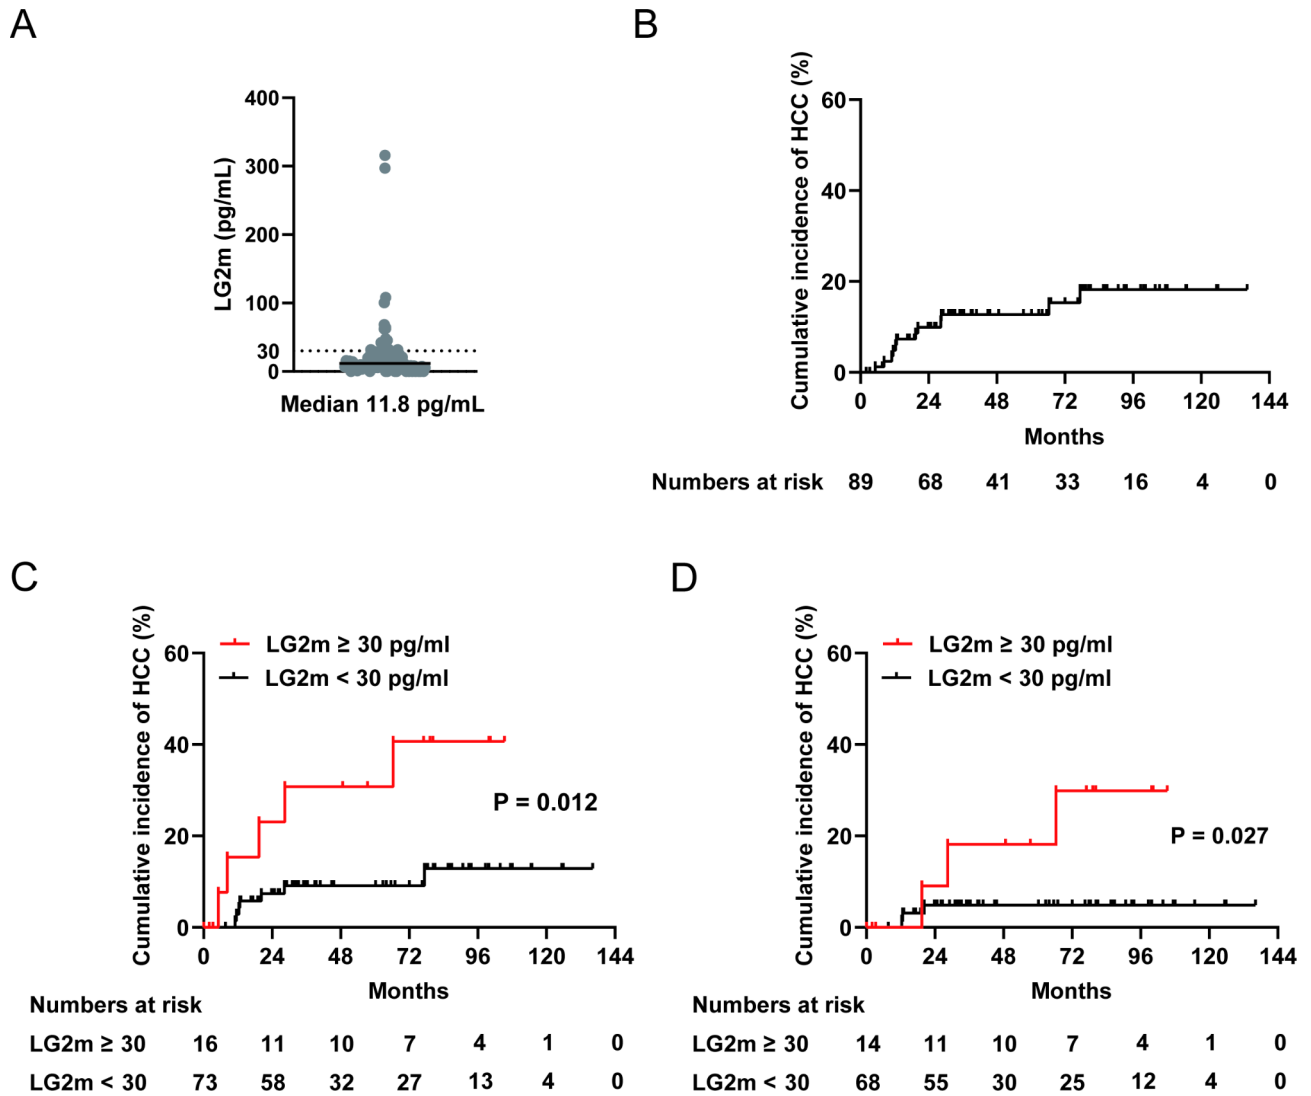 A
LG2m (pg/mL)
400
300
200
100
30
0
Median 11.8 pg/mL
B
Cumulative incidence of HCC (%)
60
40
20
0
0 24 48 72 96 120 144
Months
Numbers at risk 89 68 41 33 16 4 0
C
Cumulative incidence of HCC (%)
LG2m ≥ 30 pg/ml
LG2m < 30 pg/ml
60
40
20
0
P = 0.012
0 24 48 72 96 120 144
Months
Numbers at risk
LG2m ≥ 30 16 11 10 7 4 1 0
LG2m < 30 73 58 32 27 13 4 0
D
Cumulative incidence of HCC (%)
LG2m ≥ 30 pg/ml
LG2m < 30 pg/ml
60
40
20
0
P = 0.027
0 24 48 72 96 120 144
Months
Numbers at risk
LG2m ≥ 30 14 11 10 7 4 1 0
LG2m < 30 68 55 30 25 12 4 0